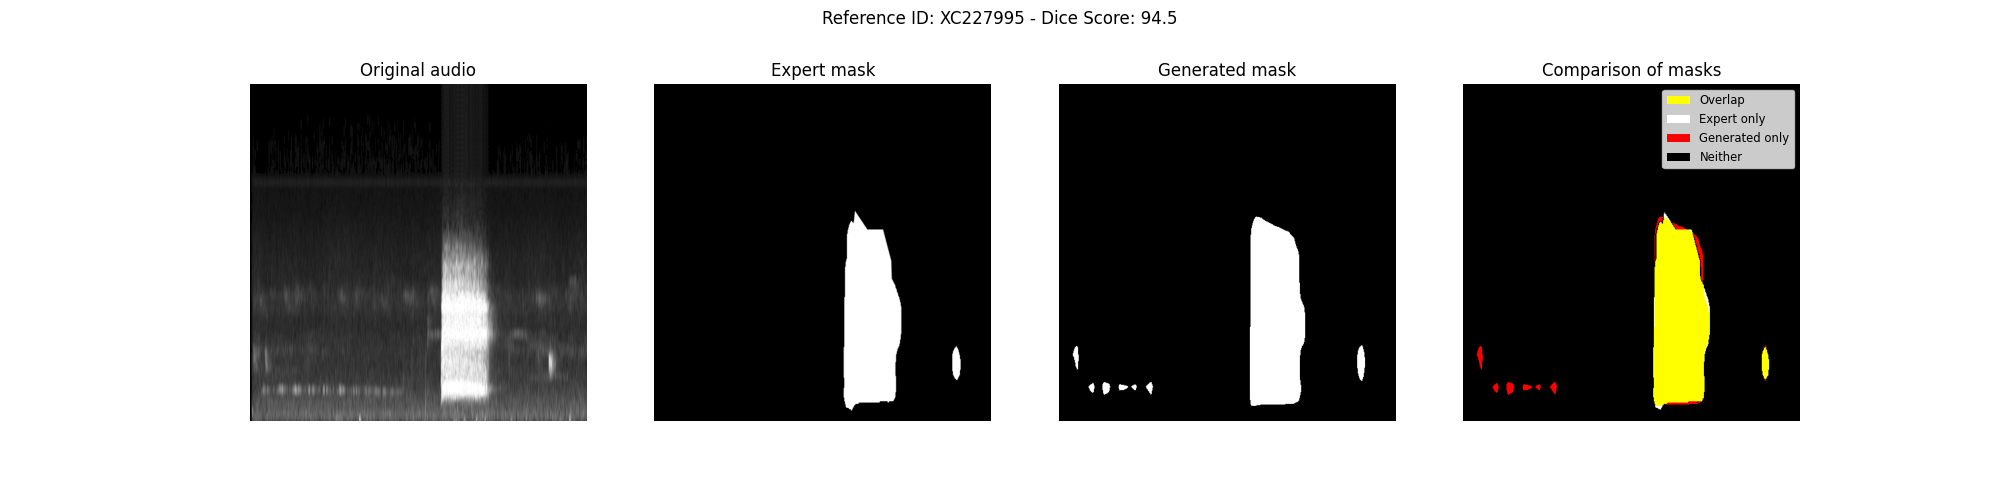 Reference ID: XC227995 - Dice Score: 94.5
Original audio
Expert mask
Generated mask
Comparison of masks
Overlap
Expert only
Generated only
Neither